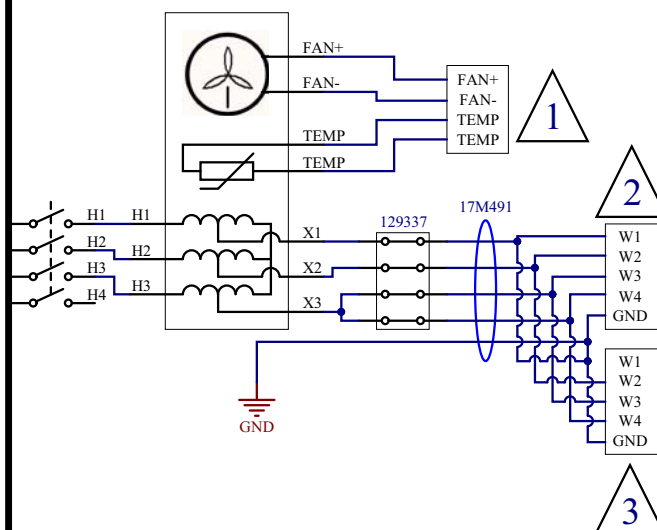 FAN+
FAN-
TEMP
TEMP
FAN+
FAN-
TEMP
TEMP
1
H1 H1
H2
H2
H3
H3
H4
X1
X2
X3
129337
17M491
2
W1
W2
W3
W4
GND
GND
W1
W2
W3
W4
GND
3